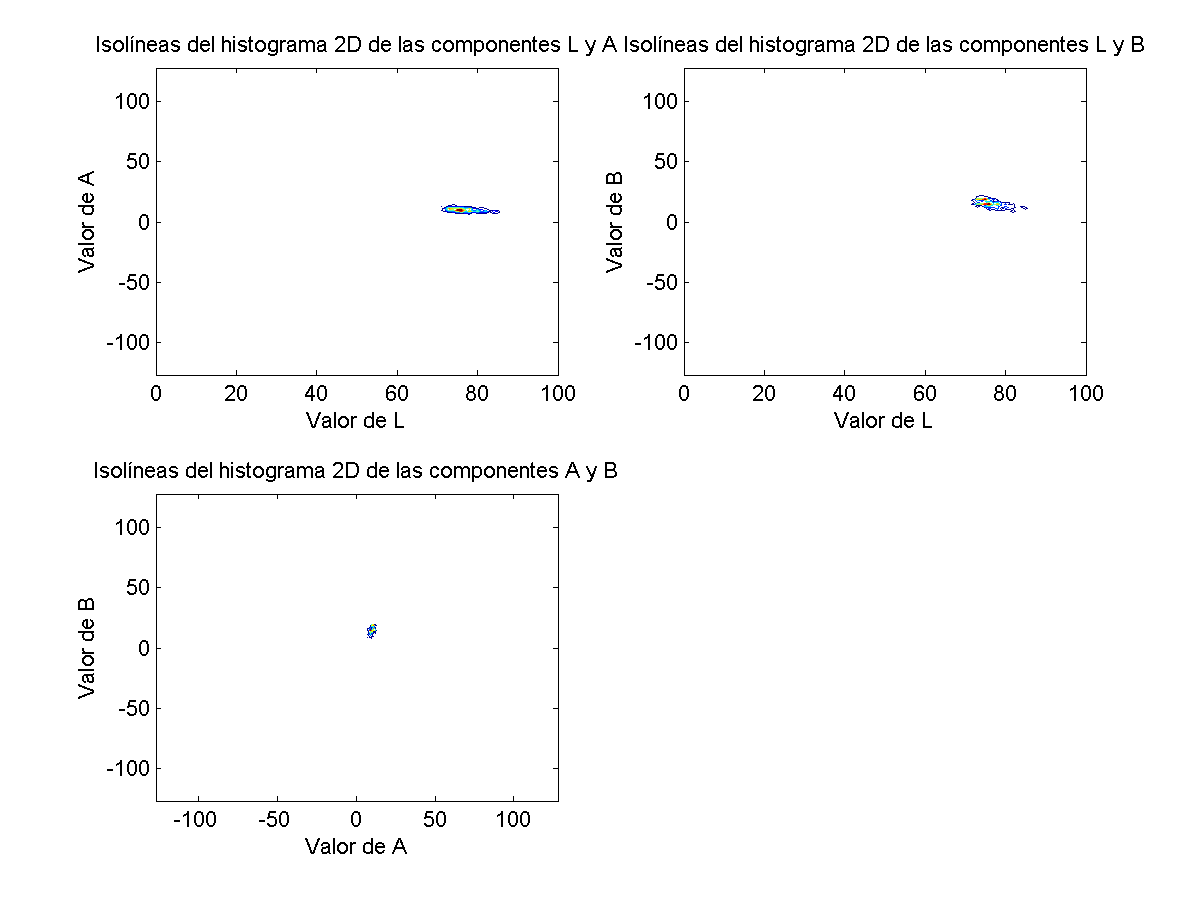 Isolíneas del histograma 2D de las componentes L y A
100
50
0
-50
-100
Valor de A
0 20 40 60 80 100
Valor de L
Isolíneas del histograma 2D de las componentes L y B
100
50
0
-50
-100
Valor de B
0 20 40 60 80 100
Valor de L
Isolíneas del histograma 2D de las componentes A y B
100
50
0
-50
-100
Valor de B
-100 -50 0 50 100
Valor de A